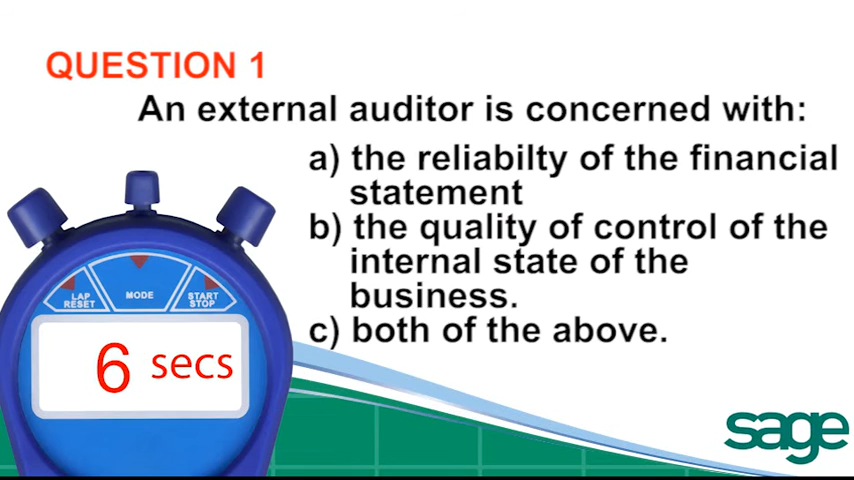 QUESTION 1
An external auditor is concerned with:
a) the reliabilty of the financial
statement
b) the quality of control of the
internal state of the
business.
c) both of the above.
LAP
RESET
MODE
START
STOP
6 secs
sage